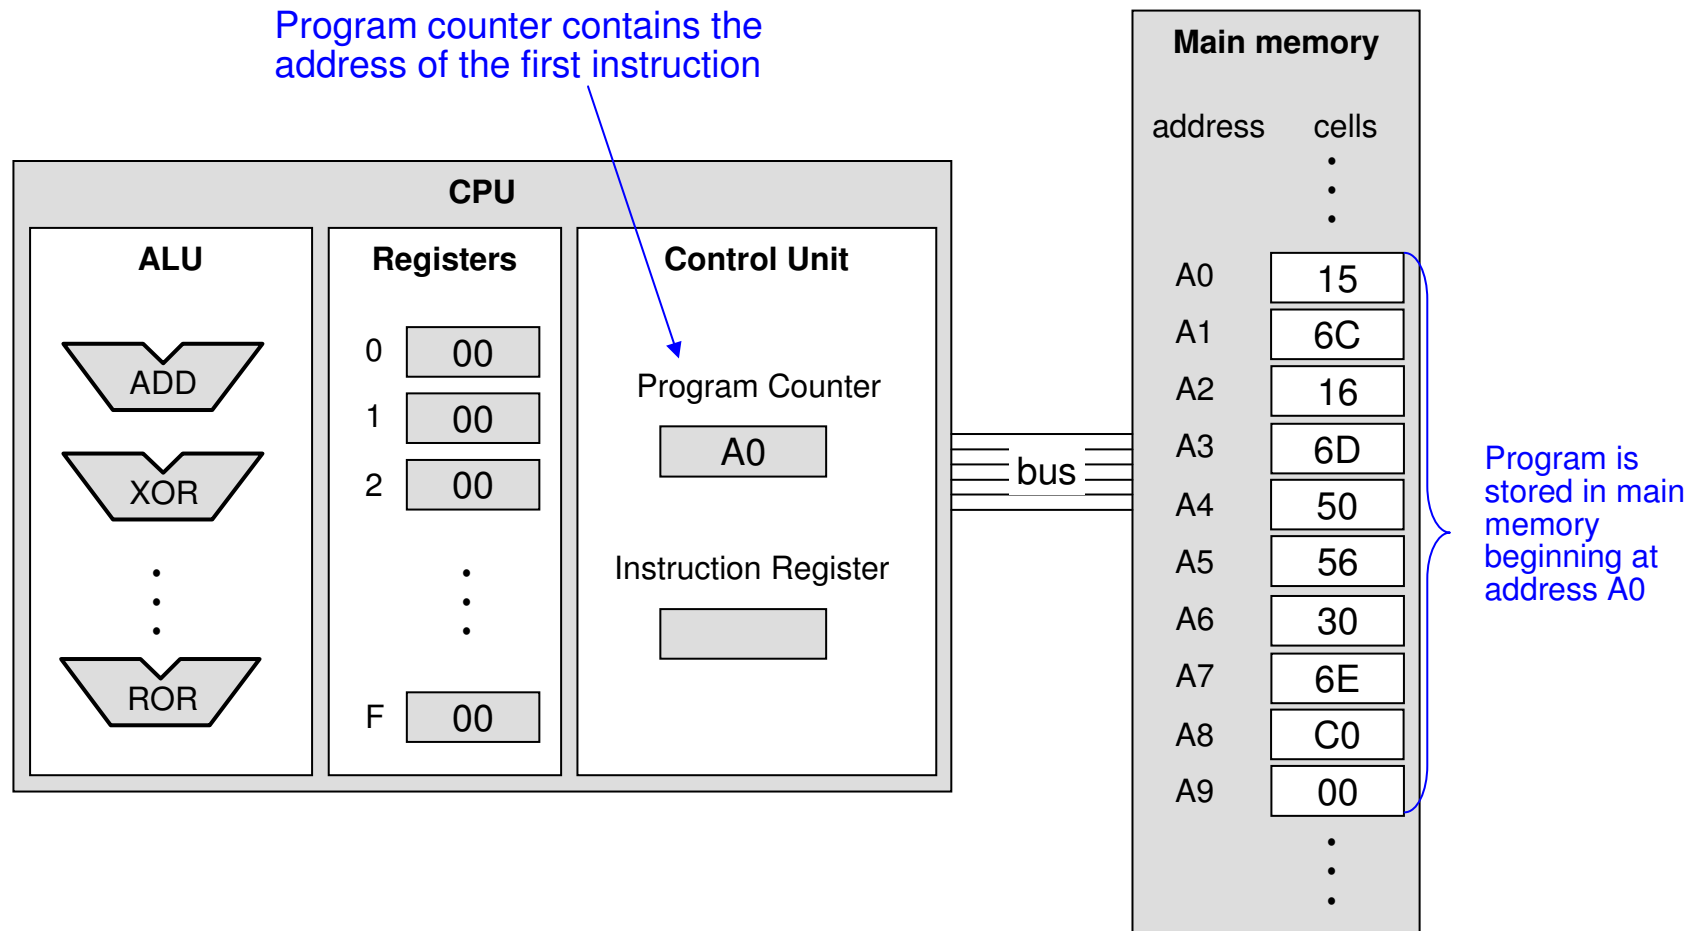 Program counter contains the
address of the first instruction
CPU
ALU
ADD
XOR
ROR
Registers
0 00
1 00
2 00
F 00
Control Unit
Program Counter
A0
Instruction Register
bus
Main memory
address cells
A0 15
A1 6C
A2 16
A3 6D
A4 50
A5 56
A6 30
A7 6E
A8 C0
A9 00
Program is
stored in main
memory
beginning at
address A0